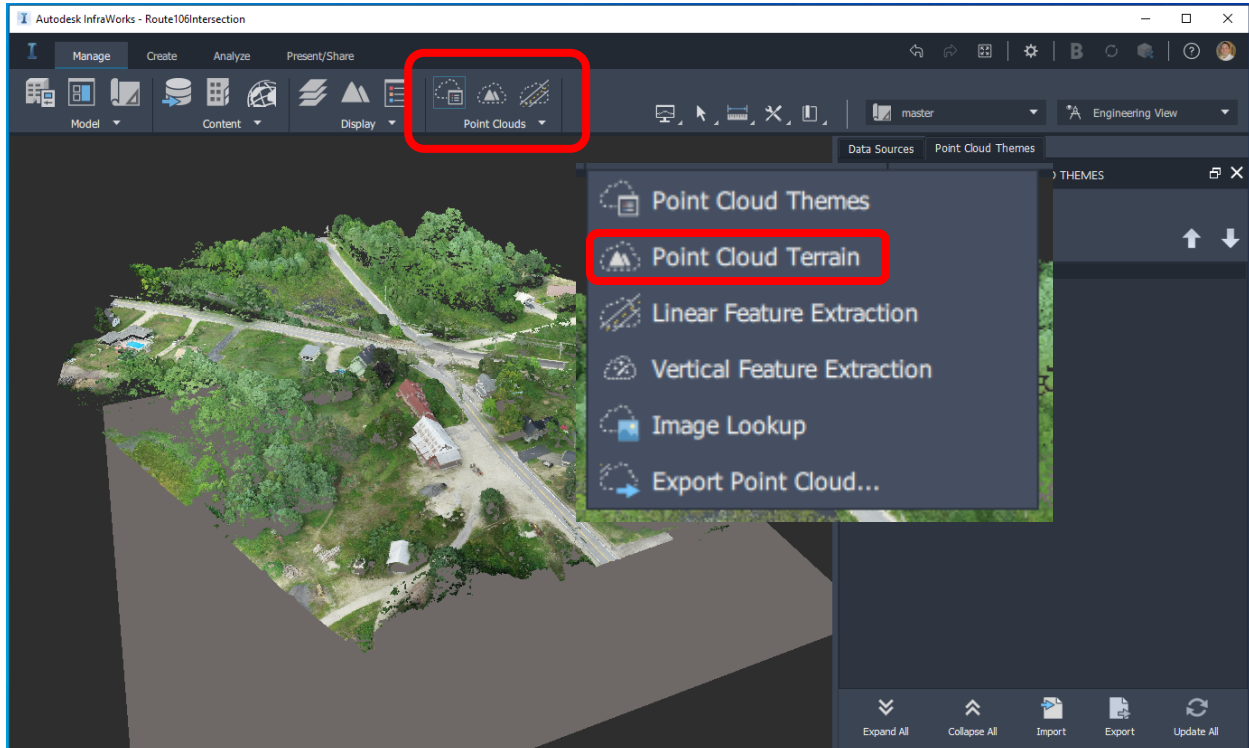 Autodesk InfraWorks - Route106Intersection
Manage Create Analyze Present/Share
Model Content Display Point Clouds
master
Engineering View
Data Sources Point Cloud Themes
THEMES
Point Cloud Themes
Point Cloud Terrain
Linear Feature Extraction
Vertical Feature Extraction
Image Lookup
Export Point Cloud...
Expand All Collapse All Import Export Update All